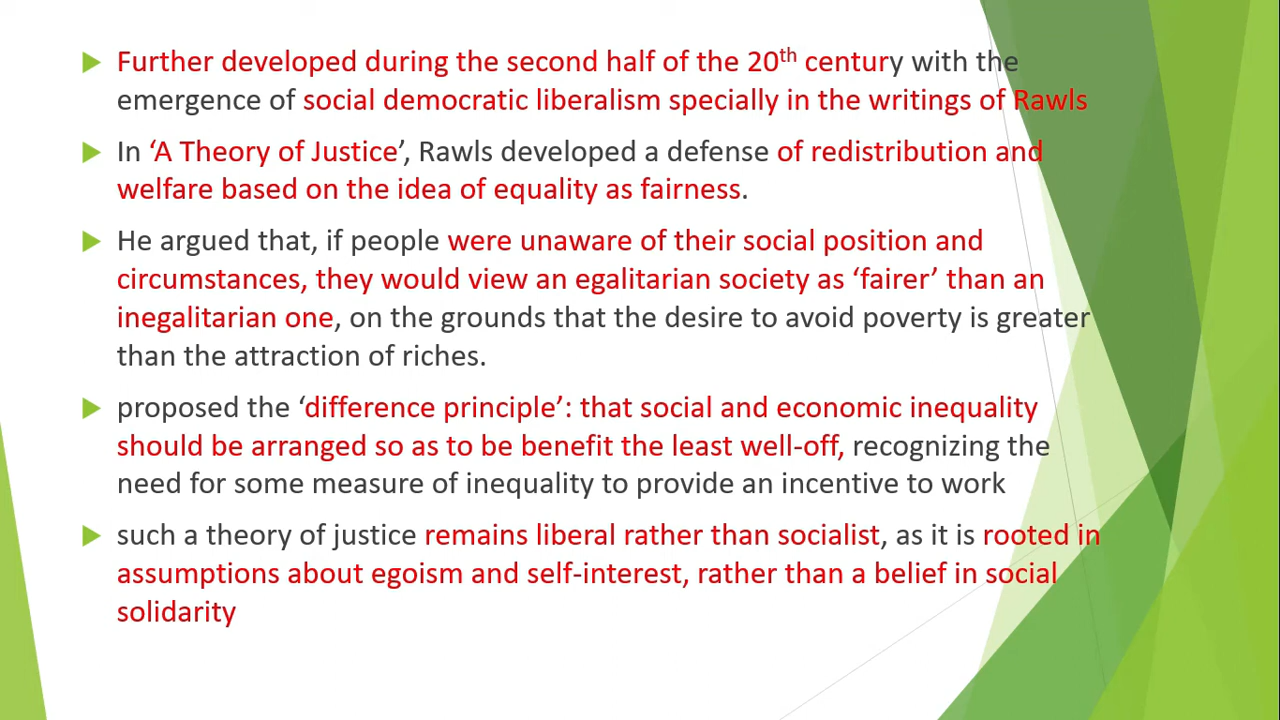 Further developed during the second half of the 20th century with the
emergence of social democratic liberalism specially in the writings of Rawls
In ‘A Theory of Justice’, Rawls developed a defense of redistribution and
welfare based on the idea of equality as fairness.
He argued that, if people were unaware of their social position and
circumstances, they would view an egalitarian society as ‘fairer’ than an
inegalitarian one, on the grounds that the desire to avoid poverty is greater
than the attraction of riches.
proposed the ‘difference principle’: that social and economic inequality
should be arranged so as to be benefit the least well-off, recognizing the
need for some measure of inequality to provide an incentive to work
such a theory of justice remains liberal rather than socialist, as it is rooted in
assumptions about egoism and self-interest, rather than a belief in social
solidarity